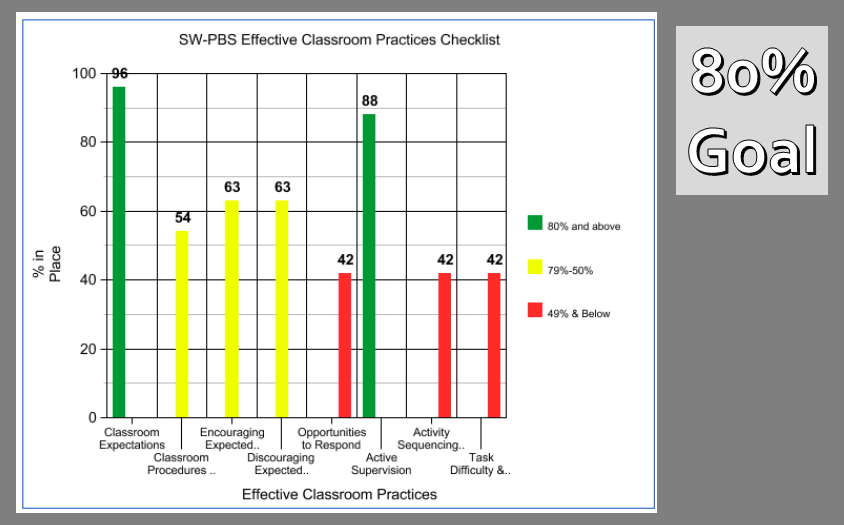 SW-PBS Effective Classroom Practices Checklist
80%
Goal
100
80
60
40
20
0
% in
Place
96
54
63
63
42
88
42
42
80% and above
79%-50%
49% & Below
Classroom
Expectations
Classroom
Procedures ..
Encouraging
Expected..
Discouraging
Expected..
Opportunities
to Respond
Active
Supervision
Activity
Sequencing..
Task
Difficulty &..
Effective Classroom Practices